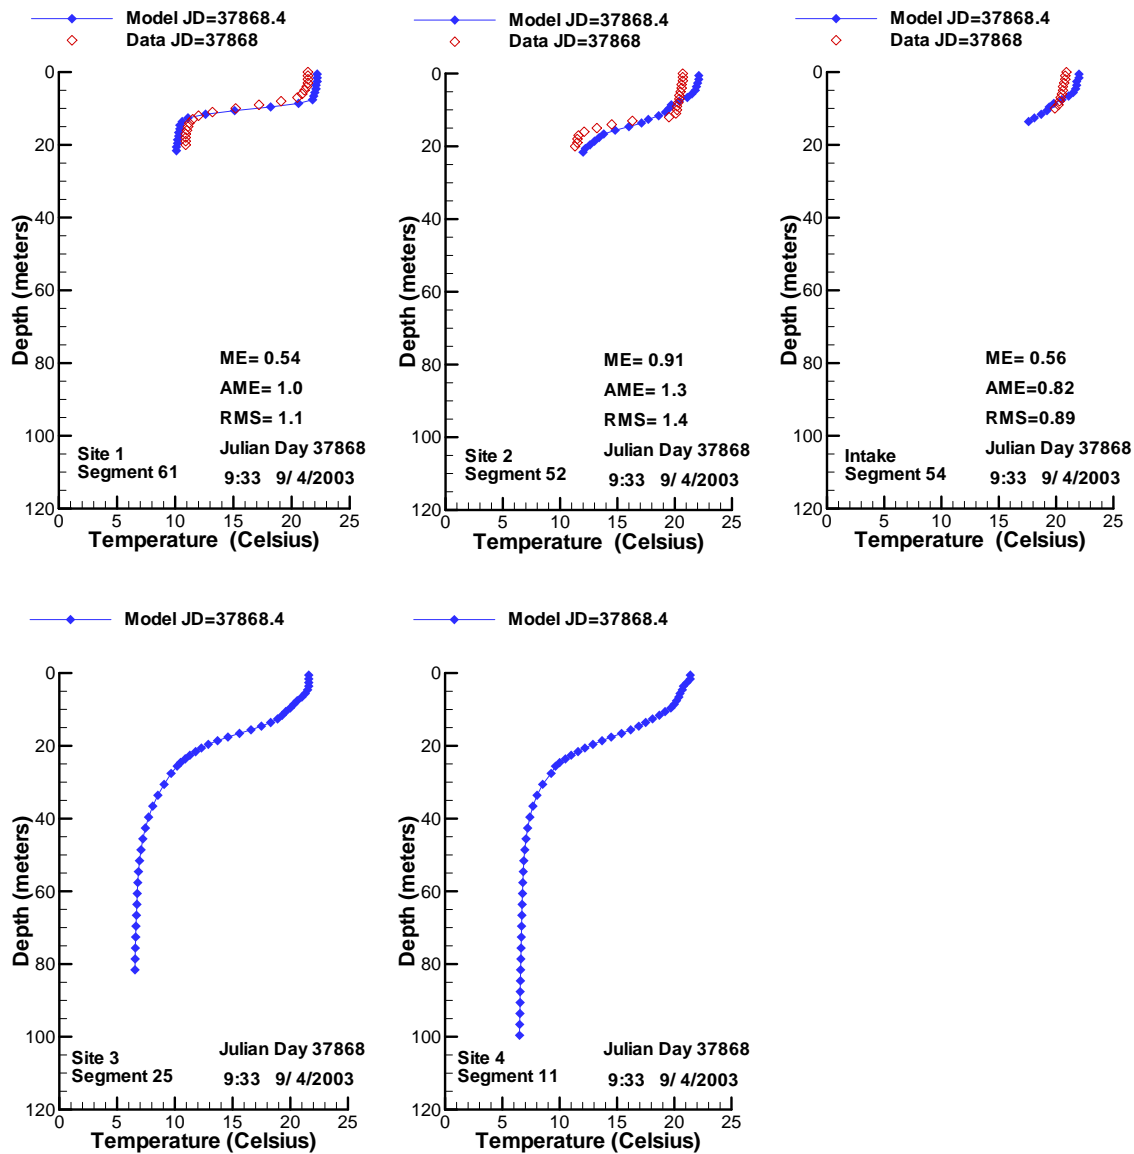 Model JD=37868.4
Data JD=37868
0
20
40
60
80
100
120
Depth (meters)
ME= 0.54
AME= 1.0
RMS= 1.1
Julian Day 37868
9:33 9/ 4/2003
Site 1
Segment 61
0 5 10 15 20 25
Temperature (Celsius)
Model JD=37868.4
Data JD=37868
0
20
40
60
80
100
120
Depth (meters)
ME= 0.91
AME= 1.3
RMS= 1.4
Julian Day 37868
9:33 9/ 4/2003
Site 2
Segment 52
0 5 10 15 20 25
Temperature (Celsius)
Model JD=37868.4
Data JD=37868
0
20
40
60
80
100
120
Depth (meters)
ME= 0.56
AME=0.82
RMS=0.89
Julian Day 37868
9:33 9/ 4/2003
Intake
Segment 54
0 5 10 15 20 25
Temperature (Celsius)
Model JD=37868.4
0
20
40
60
80
100
120
Depth (meters)
Julian Day 37868
9:33 9/ 4/2003
Site 3
Segment 25
0 5 10 15 20 25
Temperature (Celsius)
Model JD=37868.4
0
20
40
60
80
100
120
Depth (meters)
Julian Day 37868
9:33 9/ 4/2003
Site 4
Segment 11
0 5 10 15 20 25
Temperature (Celsius)